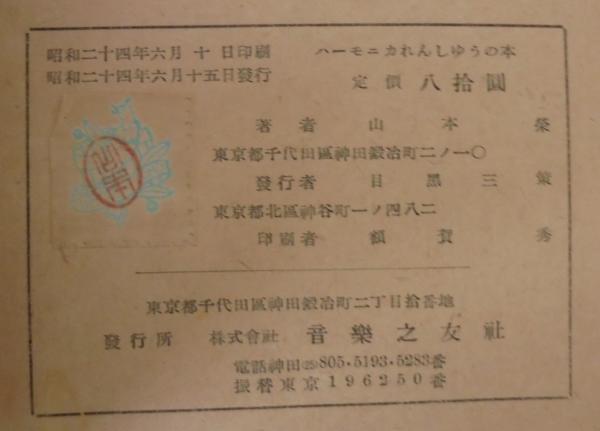 昭和二十四年六月十日印刷
昭和二十四年六月十五日發行
ハーモニカれんしゆうの本
定價 八拾圓
著者 山本榮
東京都千代田區神田鍛冶町二ノ一〇
發行者 目黑三策
東京都北區神谷町一ノ四八二
印刷者 額賀秀
東京都千代田區神田鍛冶町二丁目拾番地
發行所 株式會社 音樂之友社
電話神田㉕805・5193・5283番
振替東京196250番